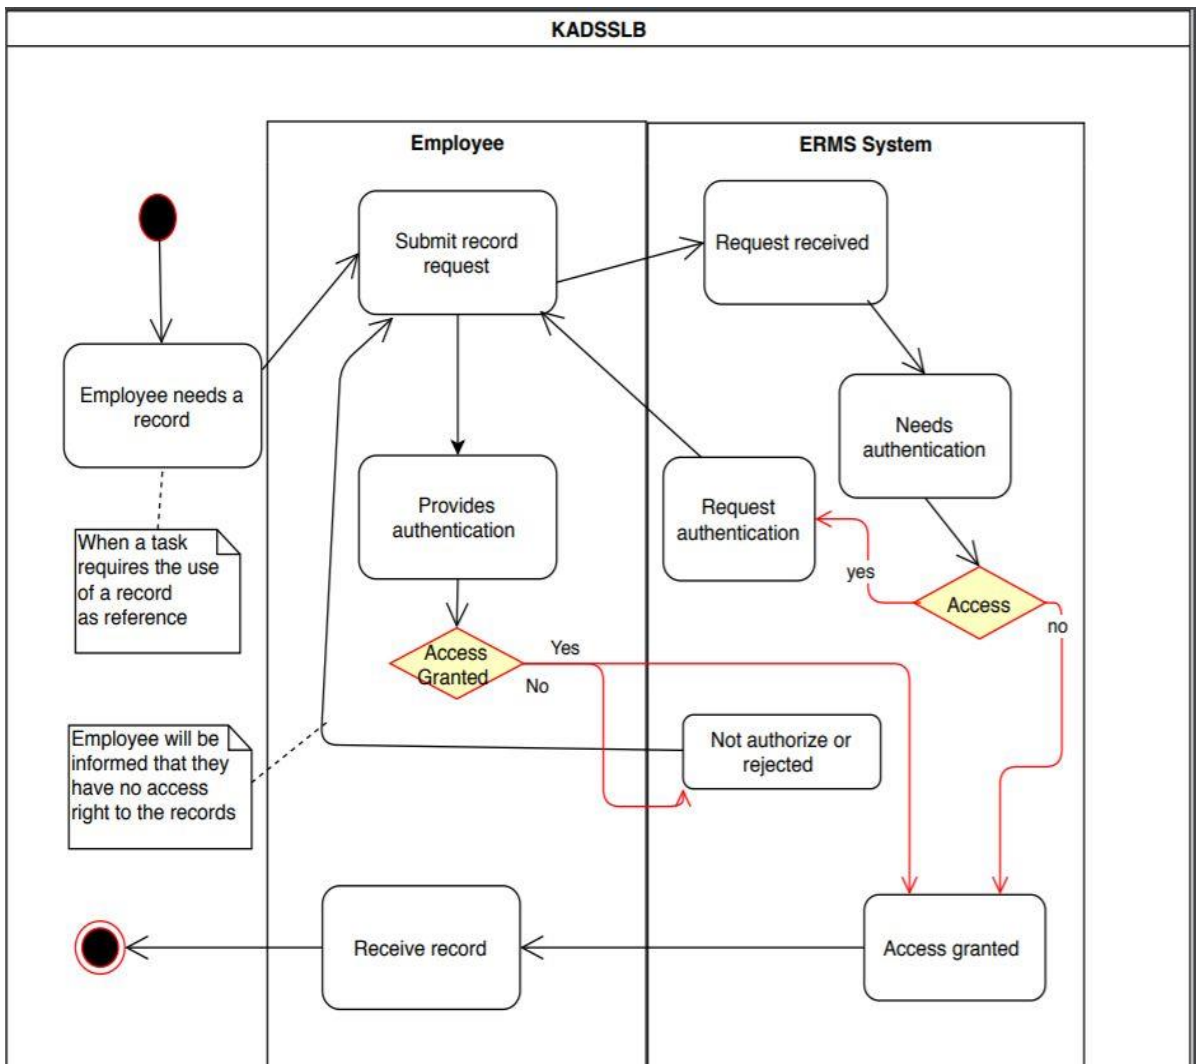 KADSSLB
Employee
ERMS System
Submit record
request
Request received
Employee needs a
record
Needs
authentication
Provides
authentication
Request
authentication
When a task
requires the use
of a record
as reference
yes
Access
no
Access
Granted
Yes
No
Not authorize or
rejected
Employee will be
informed that they
have no access
right to the records
Receive record
Access granted